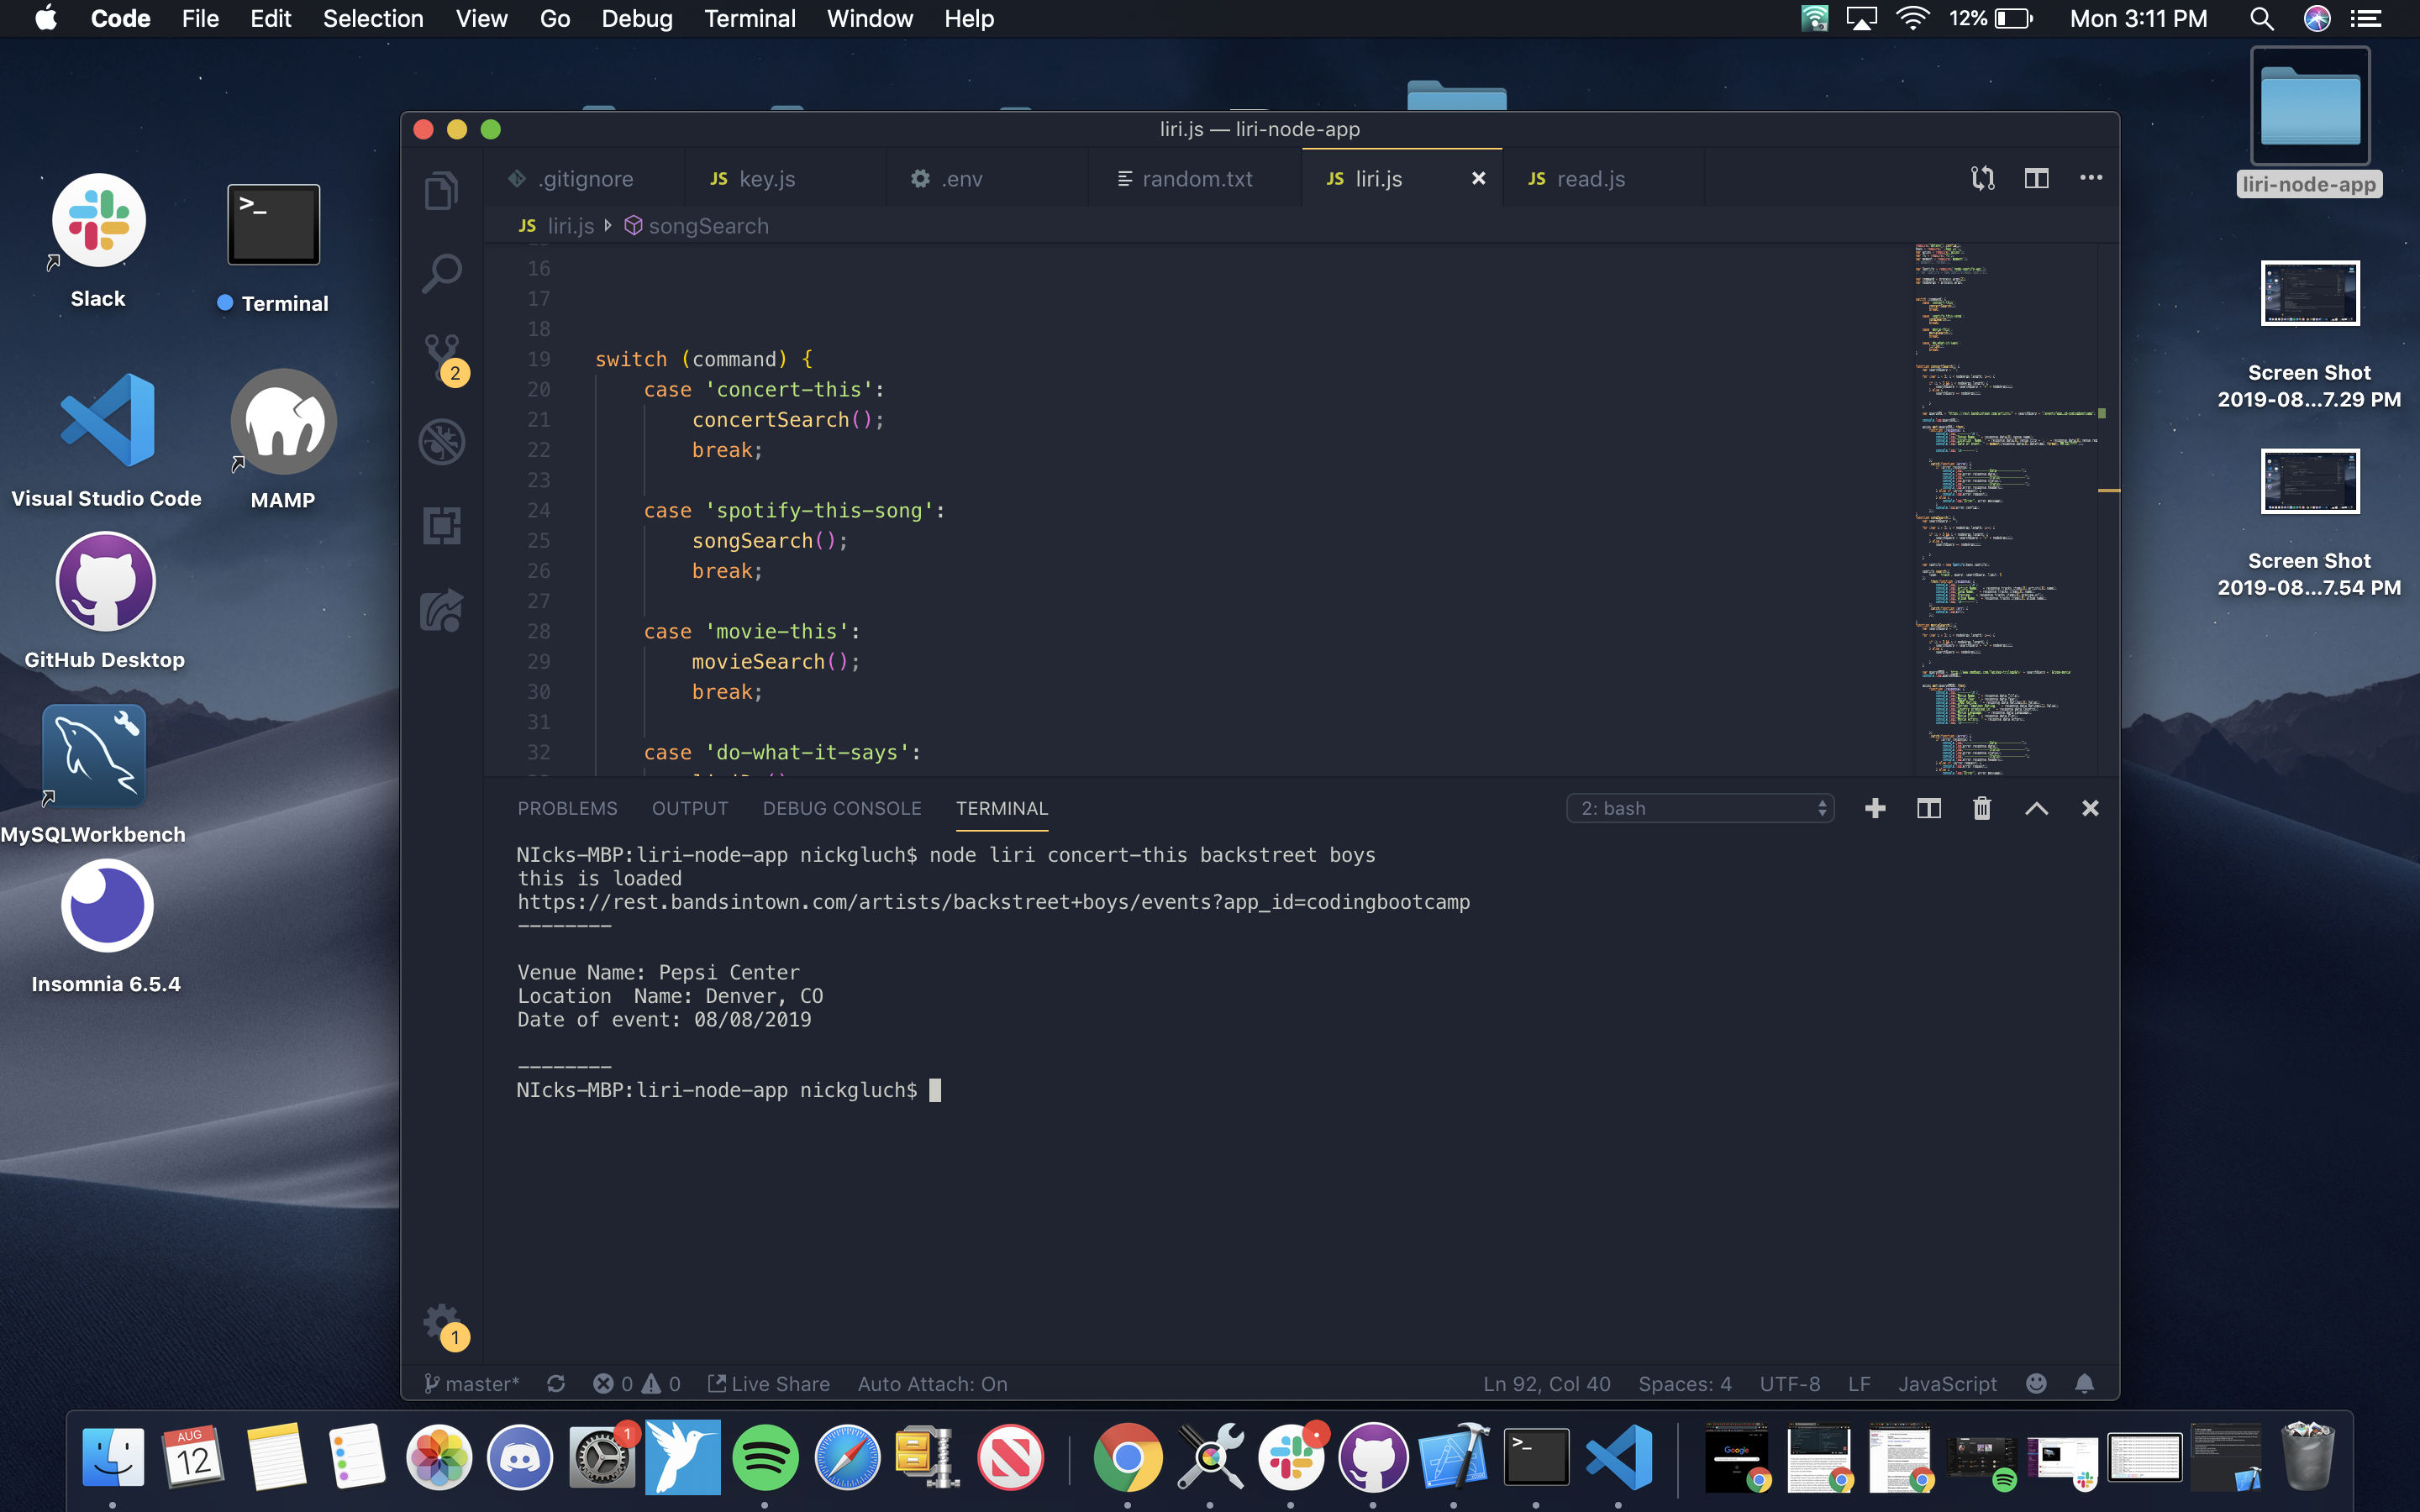 Code File Edit Selection View Go Debug Terminal Window Help
12% Mon 3:11 PM
liri-node-app
Screen Shot
2019-08...7.29 PM
Screen Shot
2019-08...7.54 PM
Slack
Terminal
Visual Studio Code
MAMP
GitHub Desktop
MySQLWorkbench
Insomnia 6.5.4
liri.js — liri-node-app
.gitignore
JS key.js
.env
random.txt
JS liri.js
JS read.js
JS liri.js songSearch
16
17
18
19 switch (command) {
20 case 'concert-this':
21 concertSearch();
22 break;
23
24 case 'spotify-this-song':
25 songSearch();
26 break;
27
28 case 'movie-this':
29 movieSearch();
30 break;
31
32 case 'do-what-it-says':
2
1
PROBLEMS OUTPUT DEBUG CONSOLE TERMINAL
2: bash
NIcks-MBP:liri-node-app nickgluch$ node liri concert-this backstreet boys
this is loaded
https://rest.bandsintown.com/artists/backstreet+boys/events?app_id=codingbootcamp
--------
Venue Name: Pepsi Center
Location  Name: Denver, CO
Date of event: 08/08/2019
--------
NIcks-MBP:liri-node-app nickgluch$
master* 0 0 Live Share Auto Attach: On
Ln 92, Col 40 Spaces: 4 UTF-8 LF JavaScript
AUG
12
1
>_
Google